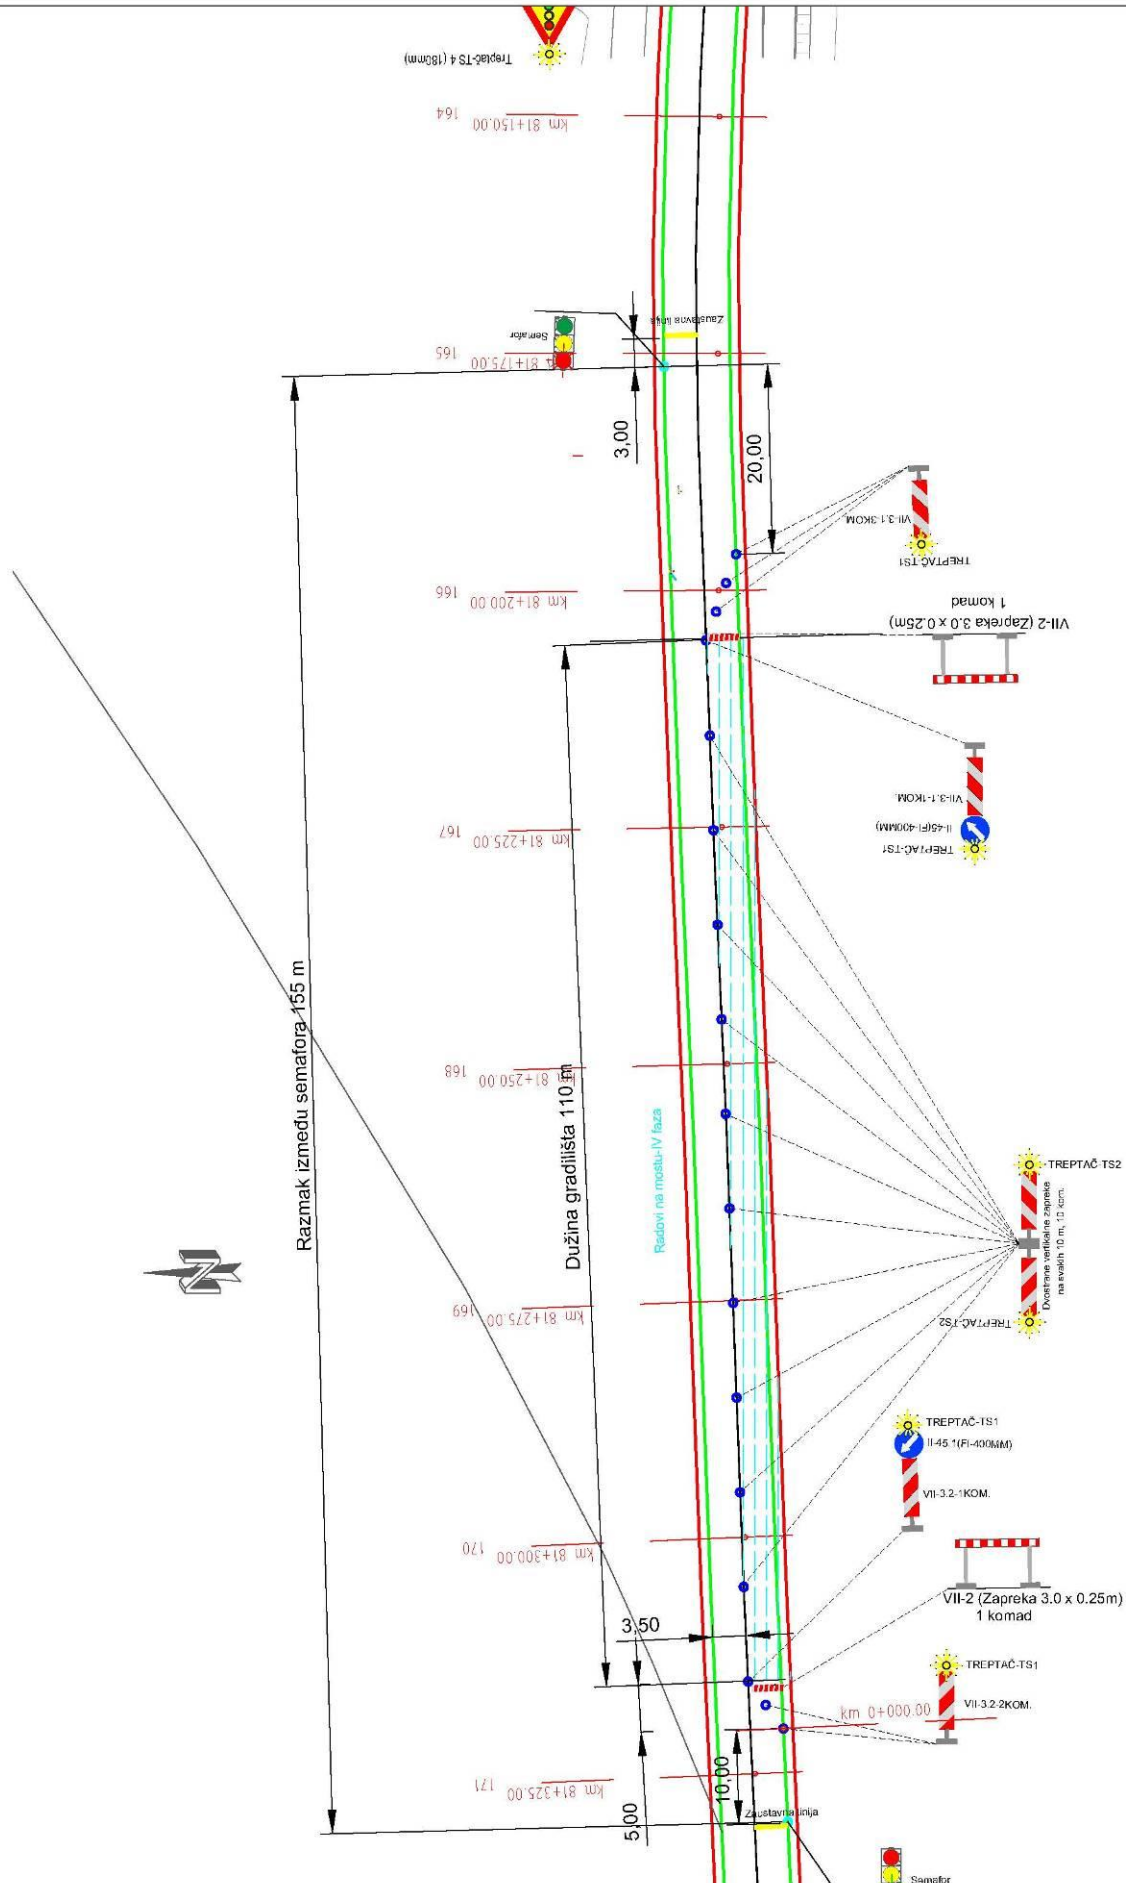 Treptač-TS 4 (180mm)
164
km 81+150.00
Zaustavna linija
Semafor
165
81+175.00
3,00
20,00
VII-3.1-3KOM
TREPTAČ-TS1
166
km 81+200.00
VII-2 (Zapreka 3.0 x 0.25m)
1 komad
VII-3.1-1KOM.
II-45(FI-400MM)
TREPTAČ-TS1
167
km 81+225.00
Razmak između semafora 155 m
168
km 81+250.00
Dužina gradilišta 110 m
Radovi na mostu-IV faza
TREPTAČ-TS2
Dvostrane vertikalne zapreke
na svakih 10 m, 10 kom.
TREPTAČ-TS2
169
km 81+275.00
TREPTAČ-TS1
II-45.1(FI-400MM)
VII-3.2-1KOM.
170
km 81+300.00
VII-2 (Zapreka 3.0 x 0.25m)
1 komad
3,50
TREPTAČ-TS1
VII-3.2-2KOM.
km 0+000.00
171
km 81+325.00
10,00
5,00
Zaustavna linija
Semafor